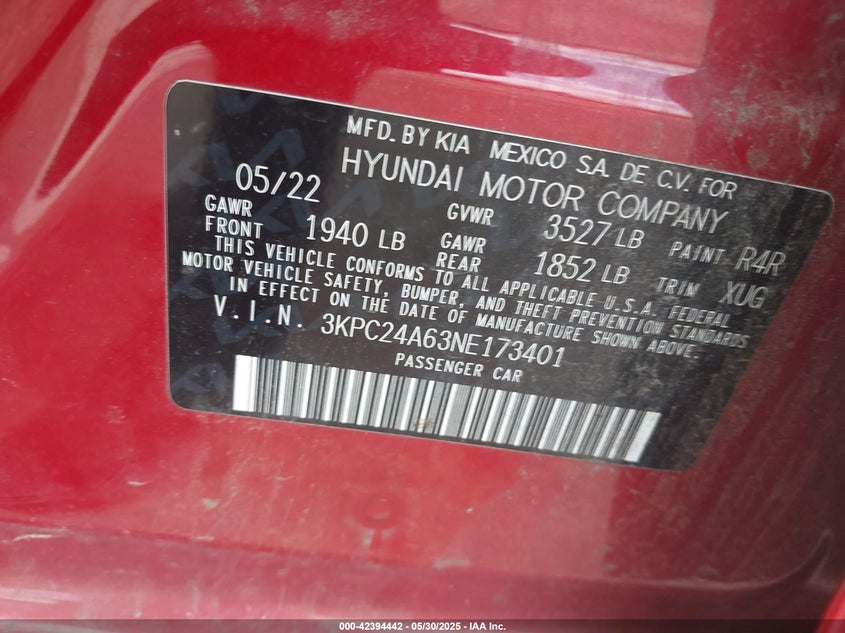 MFD. BY KIA MEXICO S.A. DE C.V. FOR
HYUNDAI MOTOR COMPANY
05/22
GAWR FRONT 1940 LB
GVWR 3527 LB
GAWR REAR 1852 LB
PAINT R4R
TRIM XUG
THIS VEHICLE CONFORMS TO ALL APPLICABLE U.S.A. FEDERAL
MOTOR VEHICLE SAFETY, BUMPER, AND THEFT PREVENTION STANDARDS
IN EFFECT ON THE DATE OF MANUFACTURE SHOWN ABOVE.
V.I.N. 3KPC24A63NE173401
PASSENGER CAR
000-42394442 - 05/30/2025 - IAA Inc.